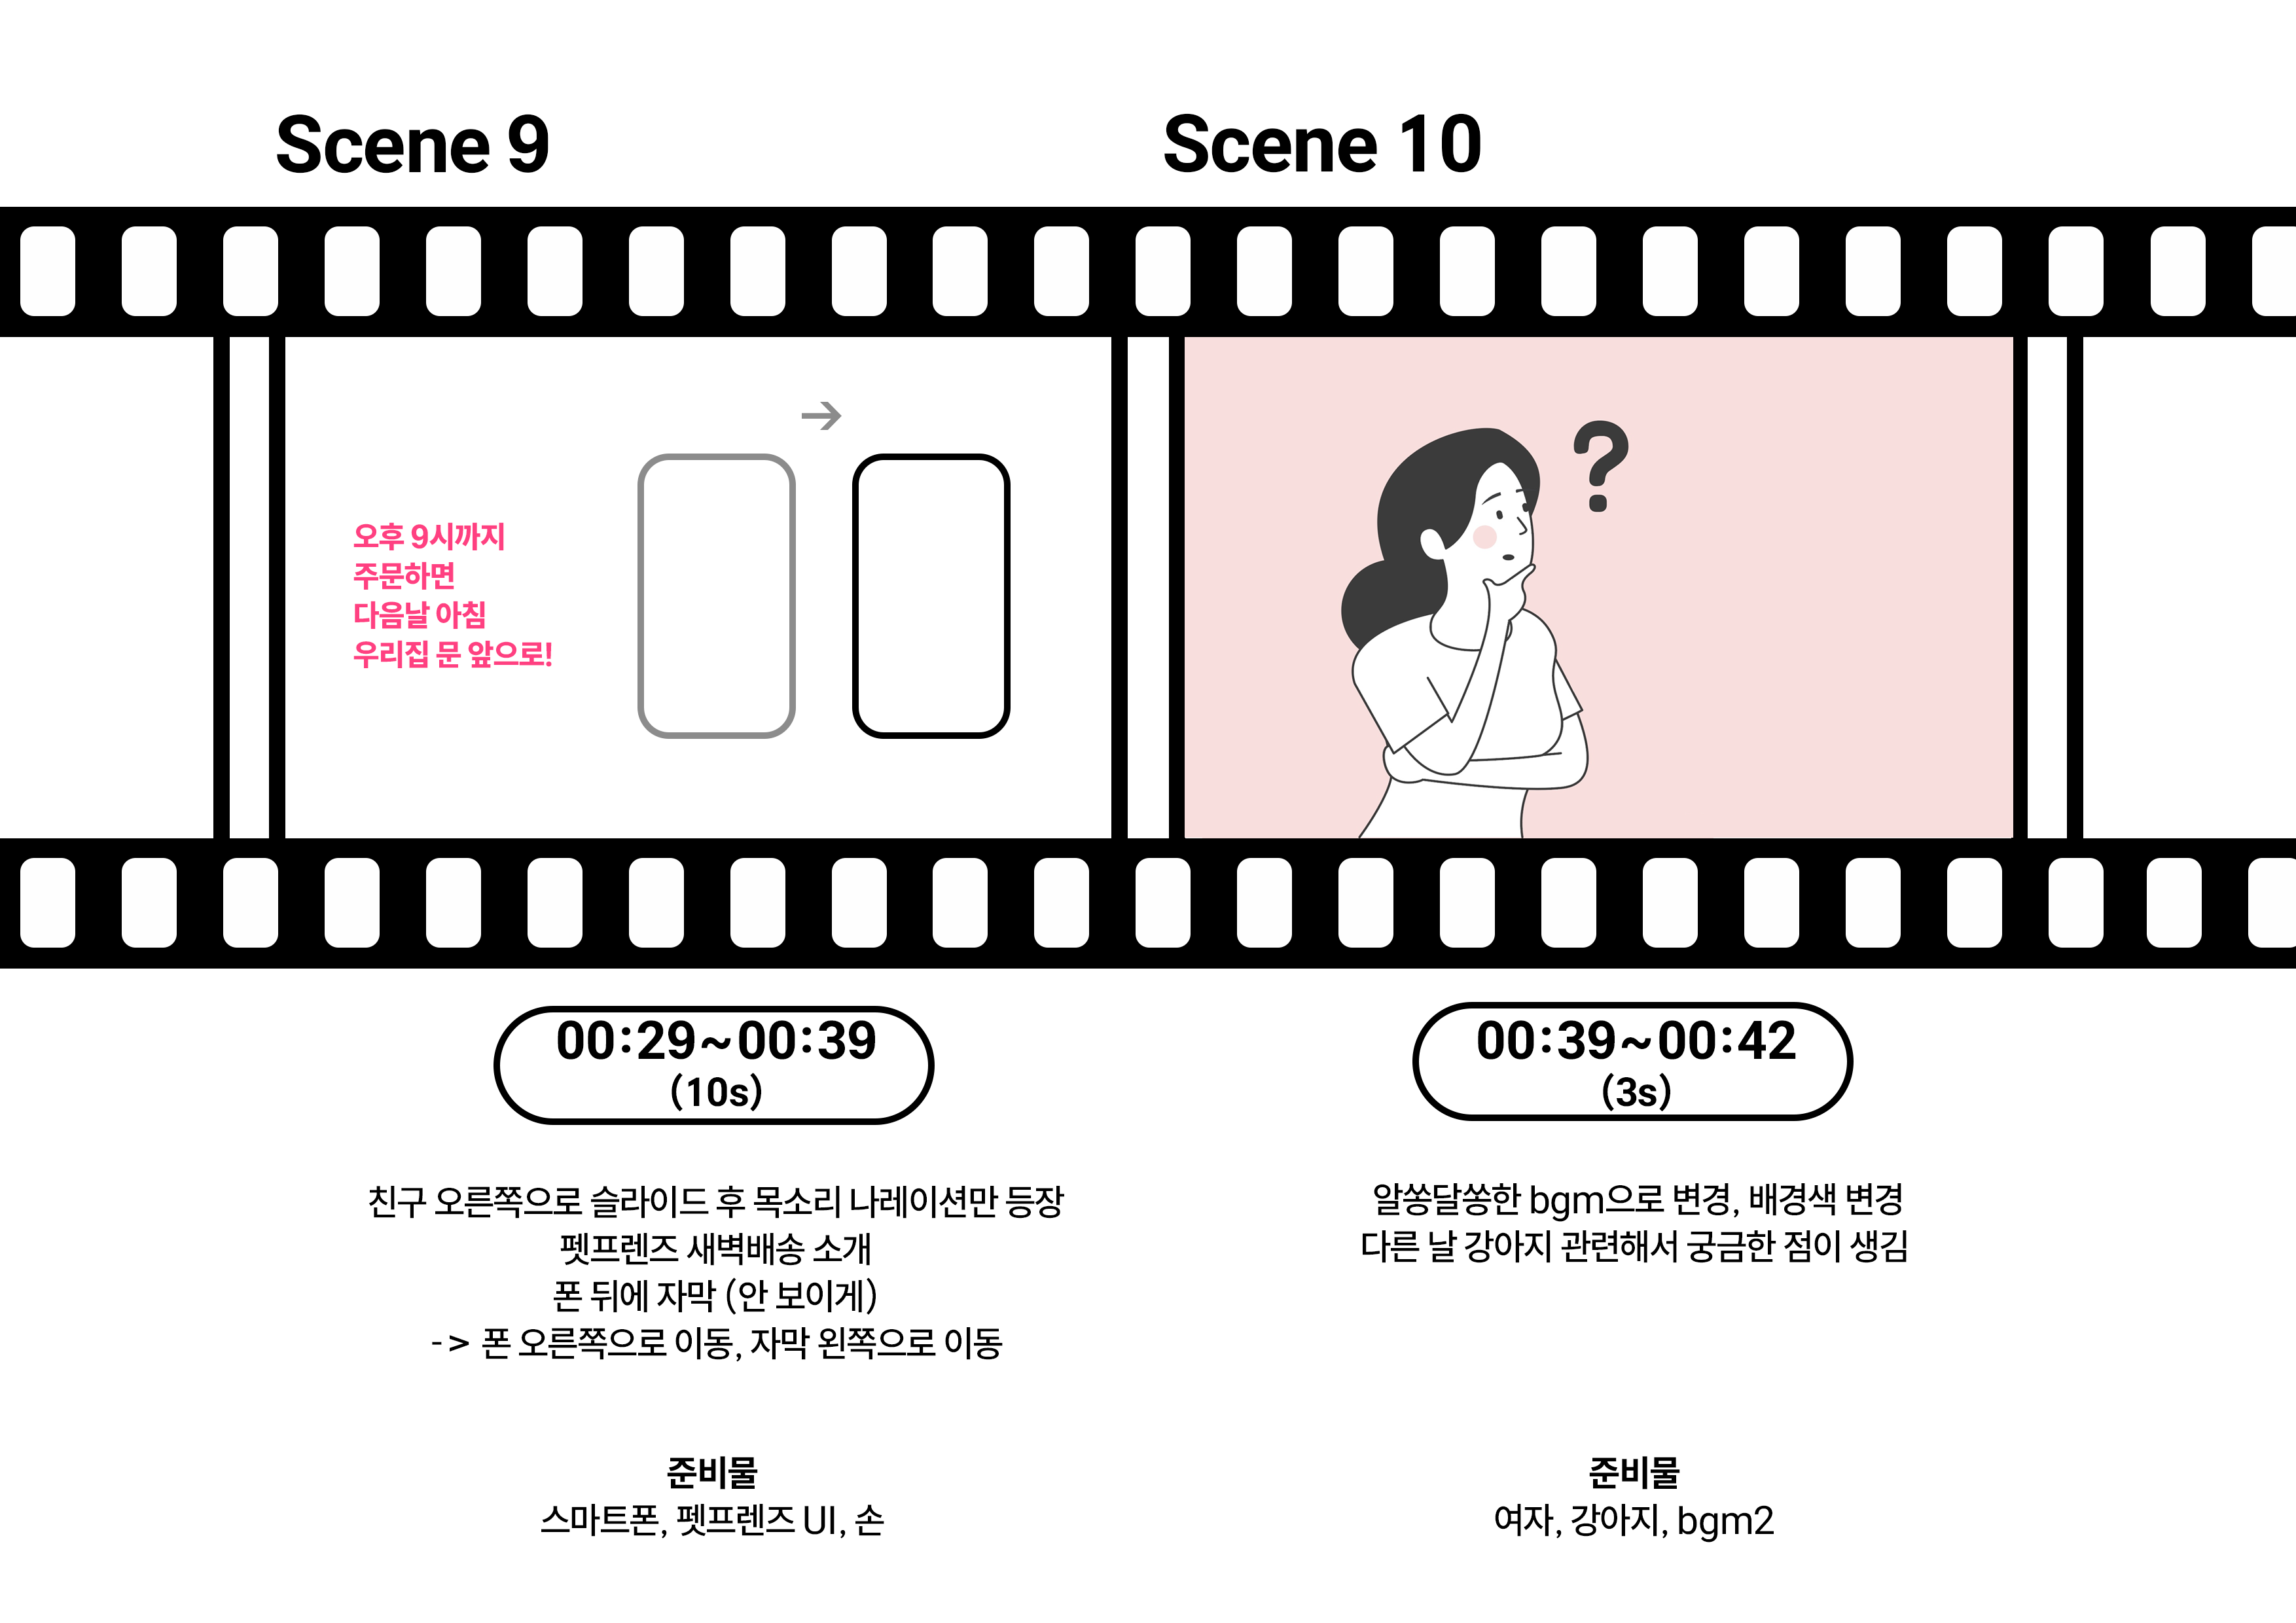 Scene 9
오후 9시까지
주문하면
다음날 아침
우리집 문 앞으로!
00:29~00:39
(10s)
친구 오른쪽으로 슬라이드 후 목소리 나레이션만 등장
펫프렌즈 새벽배송 소개
폰 뒤에 자막 (안 보이게)
-> 폰 오른쪽으로 이동, 자막 왼쪽으로 이동
준비물
스마트폰, 펫프렌즈 UI, 손
Scene 10
?
00:39~00:42
(3s)
알쏭달쏭한 bgm으로 변경, 배경색 변경
다른 날 강아지 관련해서 궁금한 점이 생김
준비물
여자, 강아지, bgm2